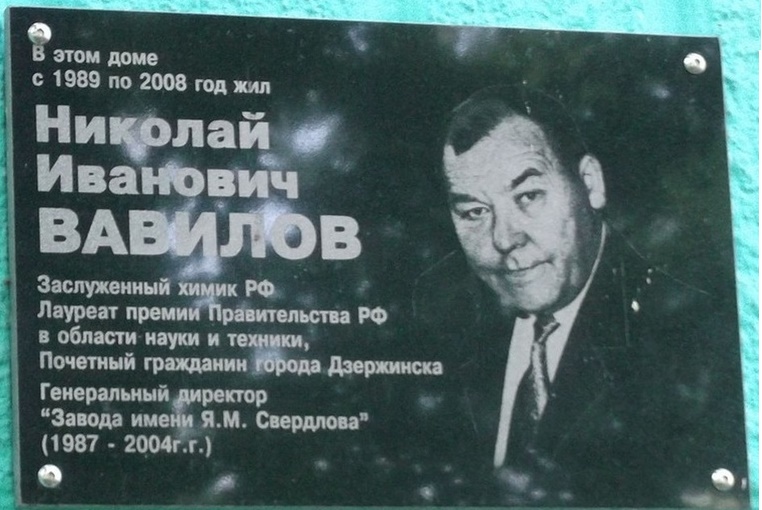 В этом доме
с 1989 по 2008 год жил
Николай
Иванович
ВАВИЛОВ
Заслуженный химик РФ
Лауреат премии Правительства РФ
в области науки и техники,
Почетный гражданин города Дзержинска
Генеральный директор
"Завода имени Я.М. Свердлова"
(1987 - 2004г.г.)